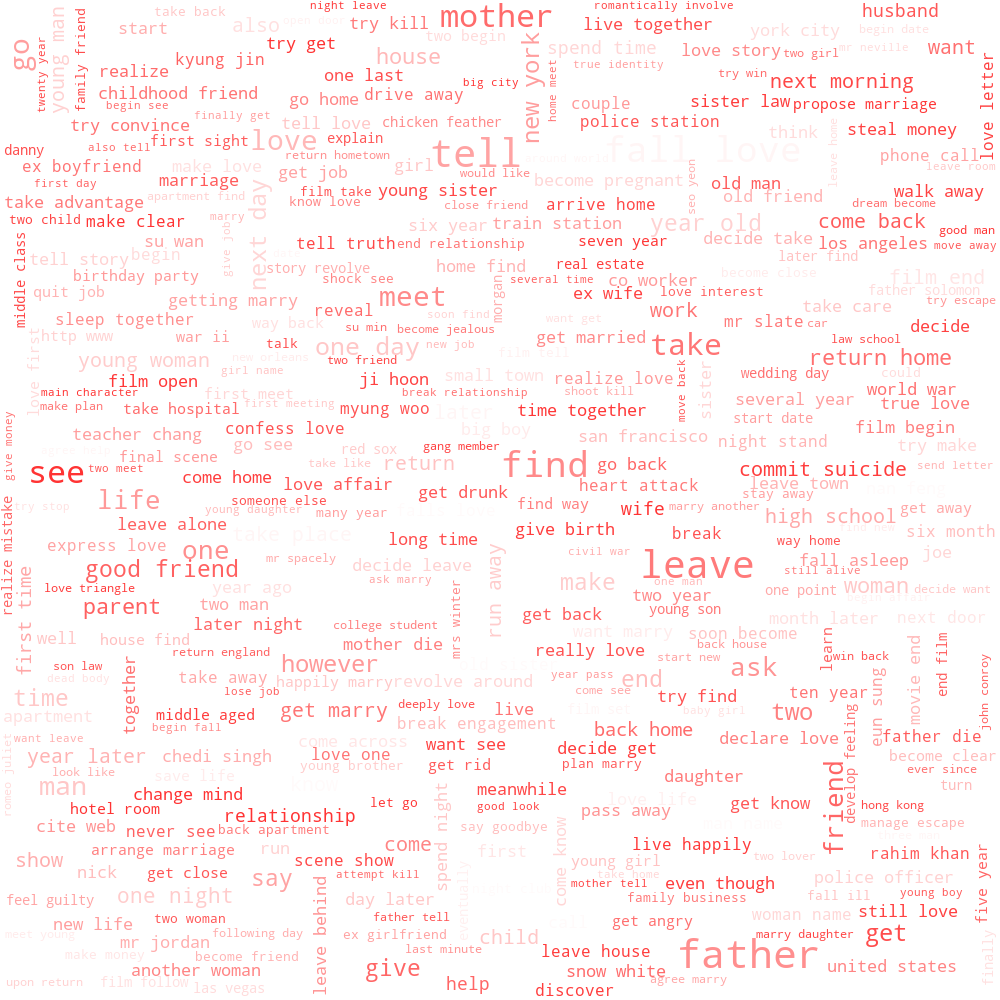 night leave
romantically involve
take back
open door
mother
husband
young man
start
also
try kill
live together
begin date
go
two begin
york city
twenty year
family friend
try get
house
new york
spend time
love story
two girl
mr neville
want
kyung jin
true identity
realize
one last
big city
home meet
try win
next morning
love letter
childhood friend
drive away
go home
couple
sister law
propose marriage
begin see
finally get
tell love
chicken feather
police station
try convince
think
steal money
first sight
love
explain
tell
fall love
leave home
danny
also tell
return hometown
around world
phone call
ex boyfriend
make love
get job
girl
would like
become pregnant
leave room
first day
marriage
film take
young sister
seo yeon
old man
walk away
take advantage
apartment find
know love
close friend
arrive home
old friend
dream become
two child
make clear
marry
six year
train station
year old
come back
good man
middle class
su wan
give job
next day
tell truth
end relationship
seven year
decide take
los angeles
move away
tell story
begin
story revolve
home find
real estate
later find
birthday party
shock see
several time
co worker
become close
film end
father solomon
quit job
getting marry
reveal
meet
morgan
ex wife
love interest
try escape
sleep together
way back
soon find
want get
work
take care
http www
war ii
su min
become jealous
mr slate
car
decide
love first
talk
one day
new job
get married
take
law school
young woman
new orleans
two friend
film tell
return home
girl name
move back
sister
could
film open
ji hoon
small town
realize love
wedding day
main character
first meet
break relationship
shoot kill
several year
world war
make plan
take hospital
first meeting
myung woo
later
time together
true love
give money
confess love
big boy
start date
film begin
teacher chang
go see
red sox
gang member
san francisco
night stand
try make
final scene
see
two meet
take like
return
find
go back
commit suicide
send letter
come home
love affair
heart attack
leave town
life
someone else
get drunk
stay away
realize mistake
try stop
young daughter
many year
find way
wife
marry another
high school
get away
leave alone
take place
long time
give birth
break
six month
express love
one
way home
mr spacely
run away
civil war
leave
fall asleep
joe
good friend
decide leave
still alive
first time
love triangle
year ago
ask marry
make
one man
one point
woman
decide want
parent
two man
mrs winter
two year
young son
begin affair
later night
college student
get back
month later
next door
well
house find
mother die
want marry
soon become
return england
really love
back house
learn
movie end
end film
son law
however
start new
win back
dead body
together
take away
happily marry
revolve around
year pass
end
ask
john conroy
time
lose job
come see
try find
ten year
eun sung
apartment
middle aged
get marry
deeply love
live
film set
baby girl
two
begin fall
break engagement
back home
develop feeling
want leave
romeo juliet
come across
want see
decide get
declare love
father die
year later
chedi singh
love one
become clear
look like
young brother
get rid
plan marry
ever since
man
save life
know
daughter
turn
change mind
meanwhile
love life
hotel room
let go
good look
pass away
get know
friend
hong kong
cite web
never see
relationship
back apartment
say goodbye
manage escape
arrange marriage
run
come
spend night
first
live happily
show
scene show
come know
young girl
two lover
rahim khan
nick
get close
attempt kill
take home
five year
say
mother tell
even though
police officer
feel guilty
one night
leave behind
day later
eventually
family business
fall ill
young boy
new life
two woman
father tell
call
get angry
woman name
still love
meet young
mr jordan
following day
ex girlfriend
child
marry daughter
get
make money
become friend
last minute
leave house
father
finally
another woman
give
snow white
united states
upon return
film follow
las vegas
help
discover
agree marry